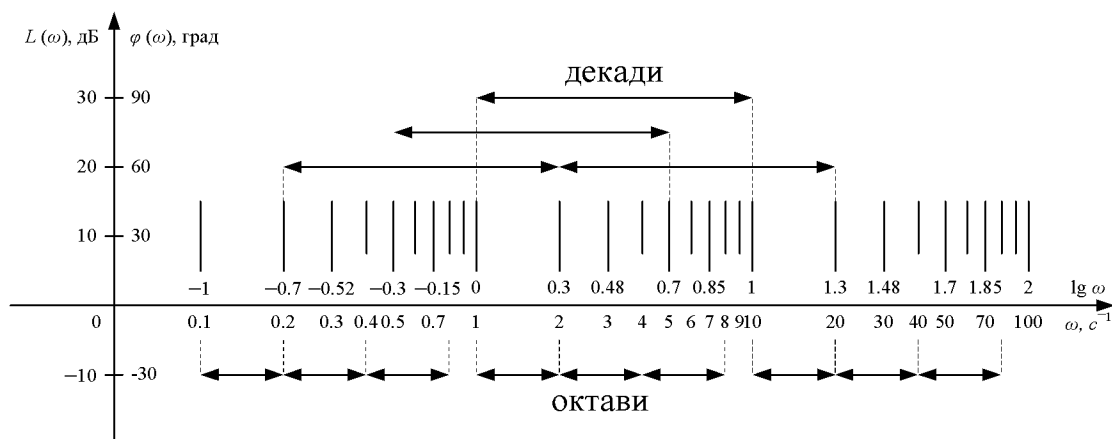 L (ω), дБ φ (ω), град
декади
30 90
20 60
10 30
−1 −0.7 −0.52 −0.3 −0.15 0 0.3 0.48 0.7 0.85 1 1.3 1.48 1.7 1.85 2 lg ω
0 0.1 0.2 0.3 0.4 0.5 0.7 1 2 3 4 5 6 7 8 9 10 20 30 40 50 70 100 ω, c⁻¹
−10 -30
октави